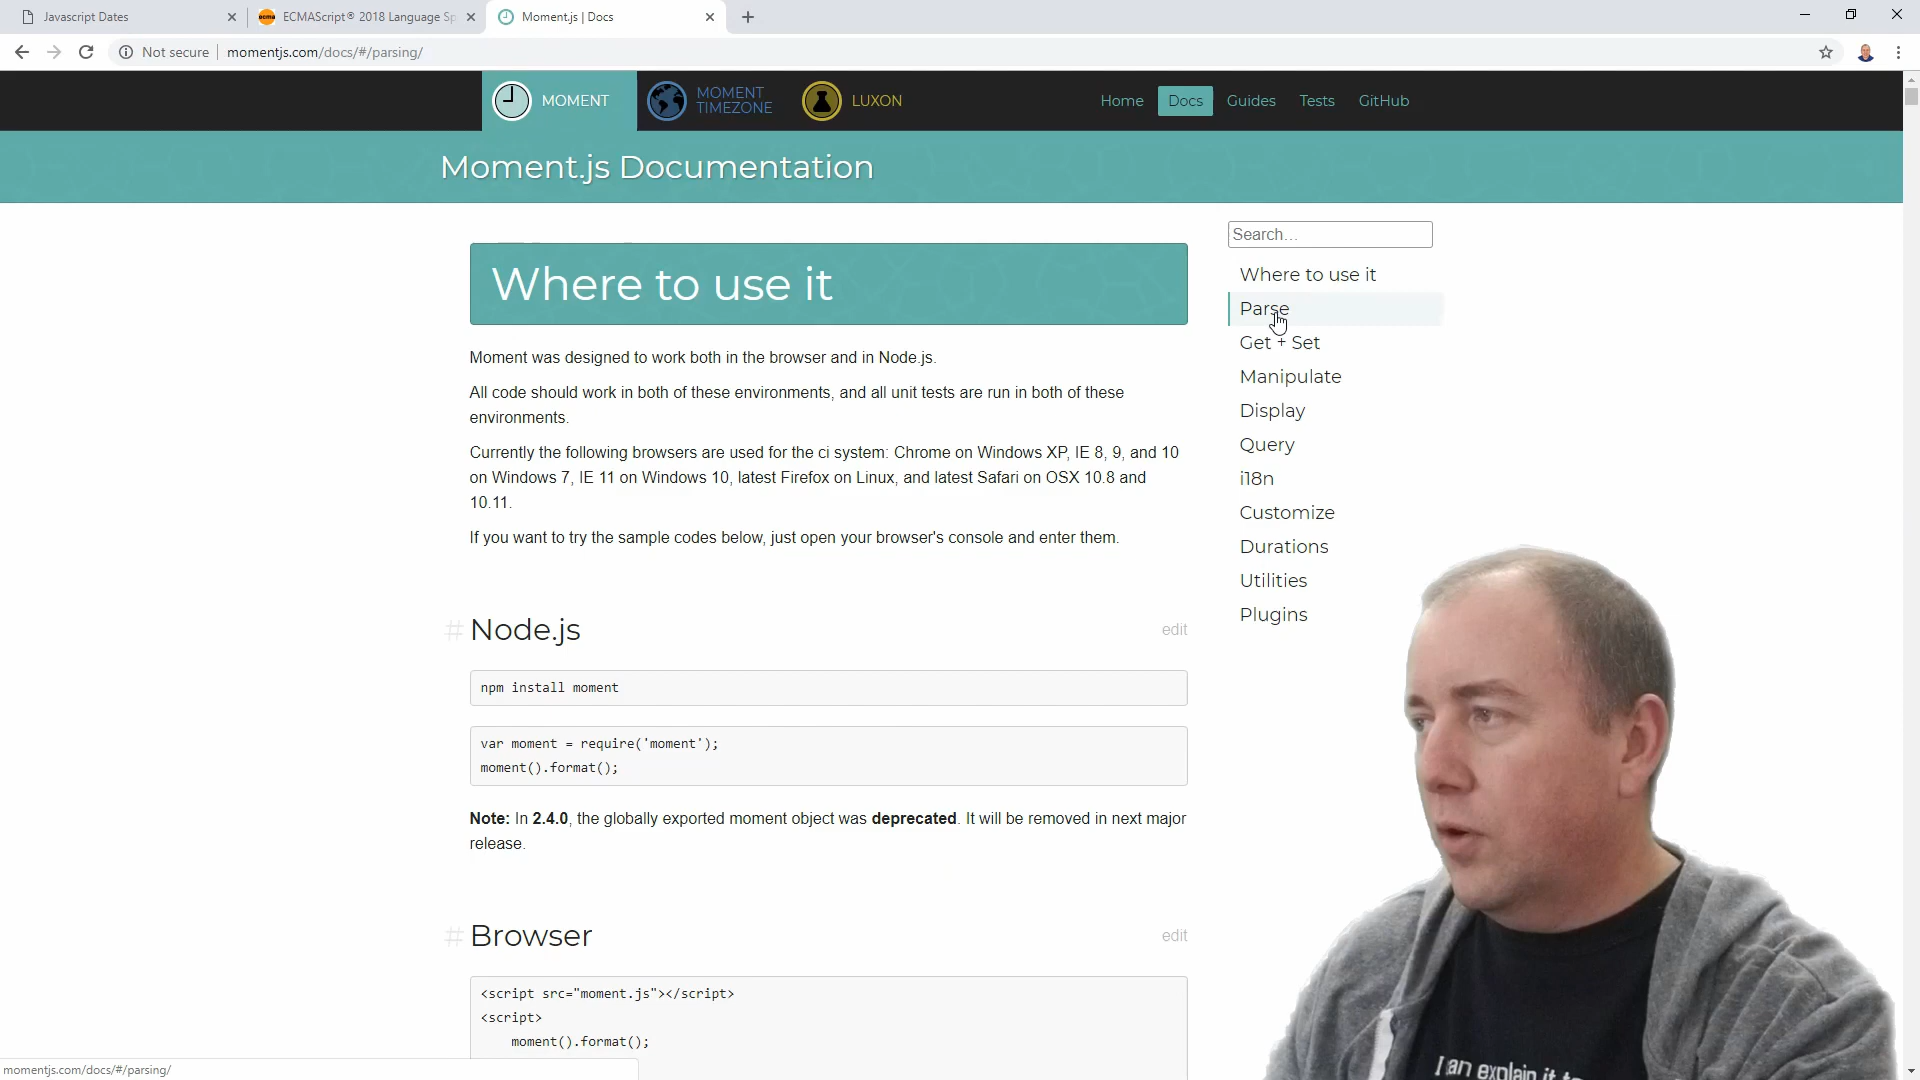 Javascript Dates
ECMAScript® 2018 Language Sp
Moment.js | Docs
Not secure
momentjs.com/docs/#/parsing/
MOMENT
MOMENT
TIMEZONE
LUXON
Home
Docs
Guides
Tests
GitHub
Moment.js Documentation
Where to use it
Moment was designed to work both in the browser and in Node.js.
All code should work in both of these environments, and all unit tests are run in both of these
environments.
Currently the following browsers are used for the ci system: Chrome on Windows XP, IE 8, 9, and 10
on Windows 7, IE 11 on Windows 10, latest Firefox on Linux, and latest Safari on OSX 10.8 and
10.11.
If you want to try the sample codes below, just open your browser's console and enter them.
# Node.js
edit
npm install moment
var moment = require('moment');
moment().format();
Note: In 2.4.0, the globally exported moment object was deprecated. It will be removed in next major
release.
# Browser
edit
<script src="moment.js"></script>
<script>
moment().format();
Search...
Where to use it
Parse
Get + Set
Manipulate
Display
Query
i18n
Customize
Durations
Utilities
Plugins
explain it to
momentjs.com/docs/#/parsing/